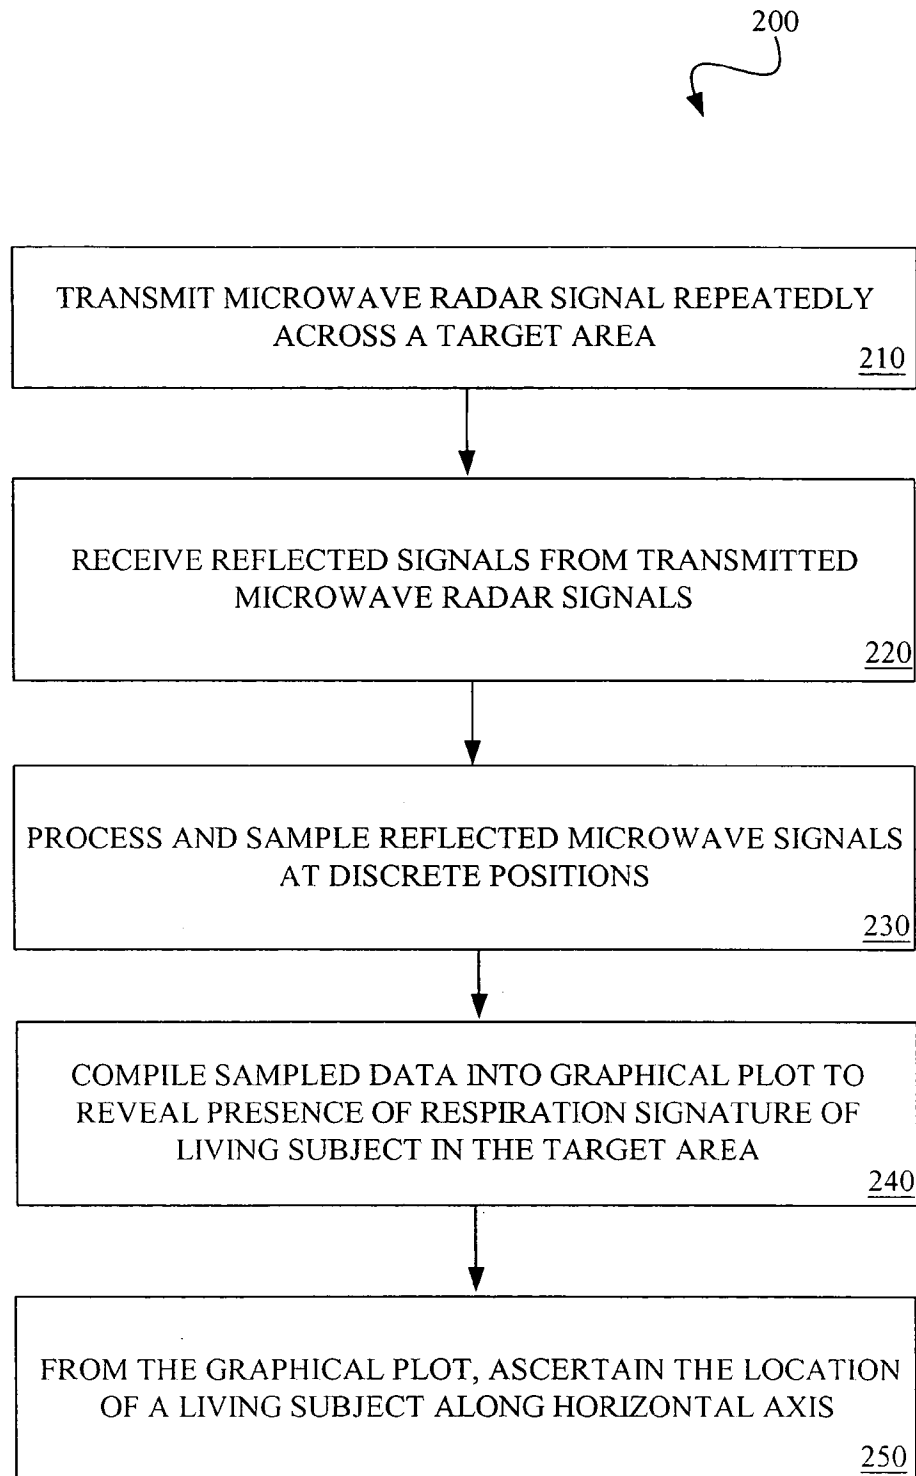 200
TRANSMIT MICROWAVE RADAR SIGNAL REPEATEDLY
ACROSS A TARGET AREA
210
RECEIVE REFLECTED SIGNALS FROM TRANSMITTED
MICROWAVE RADAR SIGNALS
220
PROCESS AND SAMPLE REFLECTED MICROWAVE SIGNALS
AT DISCRETE POSITIONS
230
COMPILE SAMPLED DATA INTO GRAPHICAL PLOT TO
REVEAL PRESENCE OF RESPIRATION SIGNATURE OF
LIVING SUBJECT IN THE TARGET AREA
240
FROM THE GRAPHICAL PLOT, ASCERTAIN THE LOCATION
OF A LIVING SUBJECT ALONG HORIZONTAL AXIS
250